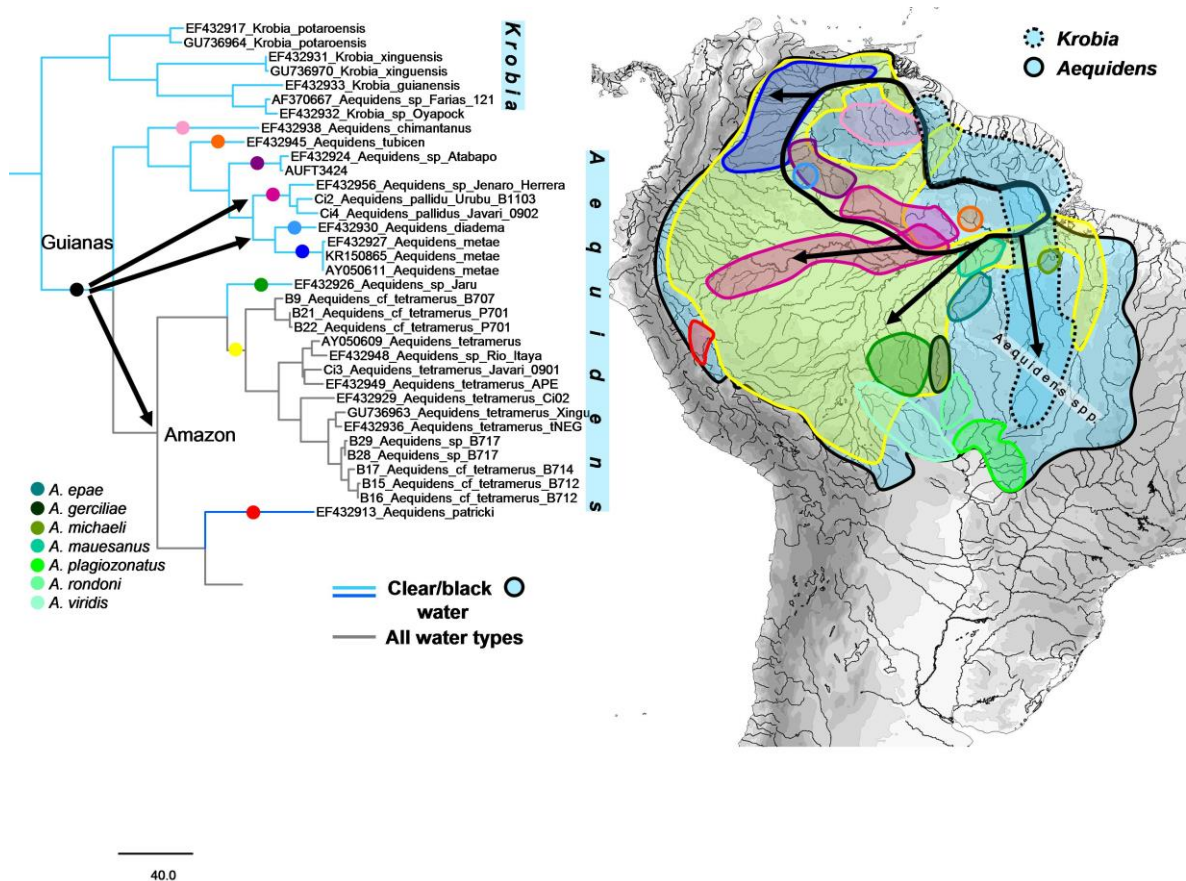 EF432917_Krobia_potaroensis
GU736964_Krobia_potaroensis
EF432931_Krobia_xinguensis
GU736970_Krobia_xinguensis
EF432933_Krobia_guianensis
AF370667_Aequidens_sp_Farias_121
EF432932_Krobia_sp_Oyapock
EF432938_Aequidens_chimantanus
EF432945_Aequidens_tubicen
EF432924_Aequidens_sp_Atabapo
AUFT3424
EF432956_Aequidens_sp_Jenaro_Herrera
Ci2_Aequidens_pallidu_Urubu_B1103
Ci4_Aequidens_pallidus_Javari_0902
EF432930_Aequidens_diadema
EF432927_Aequidens_metae
KR150865_Aequidens_metae
AY050611_Aequidens_metae
EF432926_Aequidens_sp_Jaru
B9_Aequidens_cf_tetramerus_B707
B21_Aequidens_cf_tetramerus_P701
B22_Aequidens_cf_tetramerus_P701
AY050609_Aequidens_tetramerus
EF432948_Aequidens_sp_Rio_Itaya
Ci3_Aequidens_tetramerus_Javari_0901
EF432949_Aequidens_tetramerus_APE
EF432929_Aequidens_tetramerus_Ci02
GU736963_Aequidens_tetramerus_Xingu
EF432936_Aequidens_tetramerus_tNEG
B29_Aequidens_sp_B717
B28_Aequidens_sp_B717
B17_Aequidens_cf_tetramerus_B714
B15_Aequidens_cf_tetramerus_B712
B16_Aequidens_cf_tetramerus_B712
EF432913_Aequidens_patricki
Krobia
Aequidens
Guianas
Amazon
A. epae
A. gerciliae
A. michaeli
A. mauesanus
A. plagiozonatus
A. rondoni
A. viridis
Clear/black
water
All water types
40.0
Krobia
Aequidens
Aequidens spp.